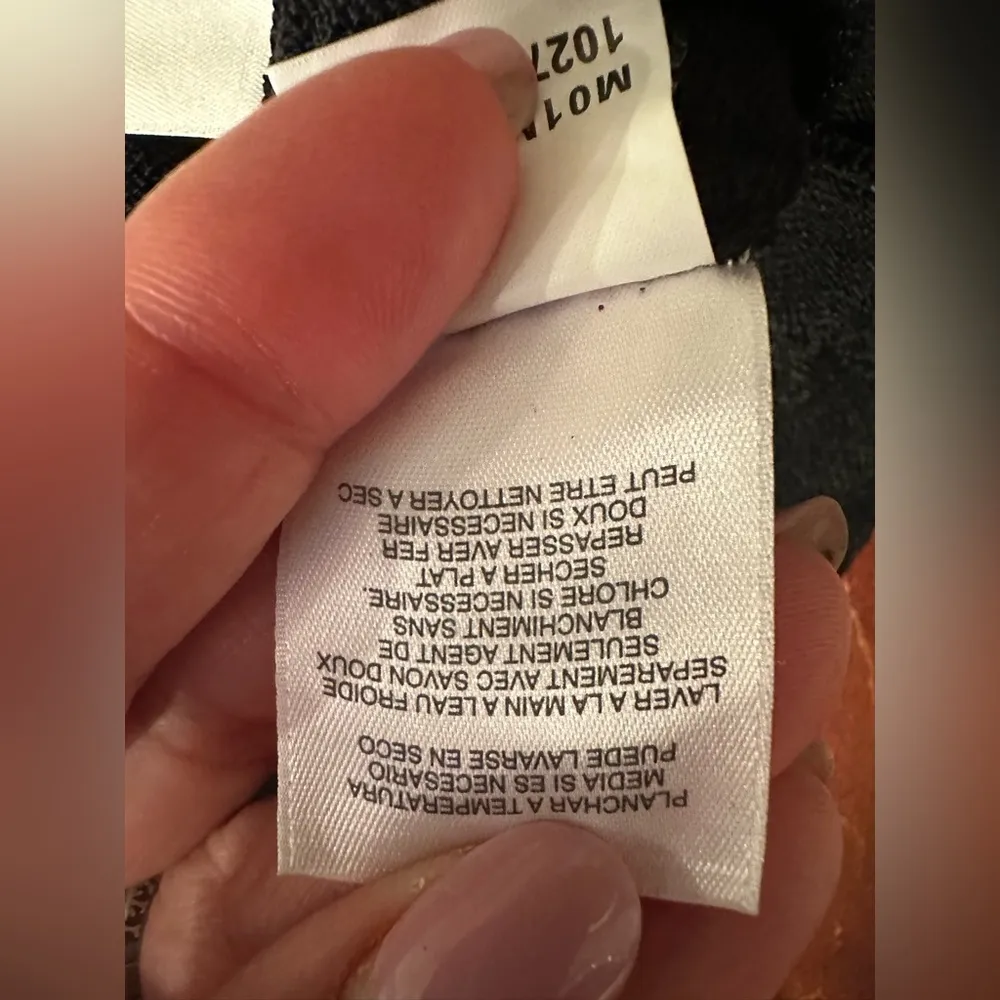 PLANCHAR A TEMPERATURA
MEDIA SI ES NECESARIO
PUEDE LAVARSE EN SECO
LAVER A LA MAIN A LEAU FROIDE
SEPAREMENT AVEC SAVON DOUX
SEULEMENT AGENT DE
BLANCHIMENT SANS
CHLORE SI NECESSAIRE.
SECHER A PLAT
REPASSER AVER FER
DOUX SI NECESSAIRE
PEUT ETRE NETTOYER A SEC
M01
1027